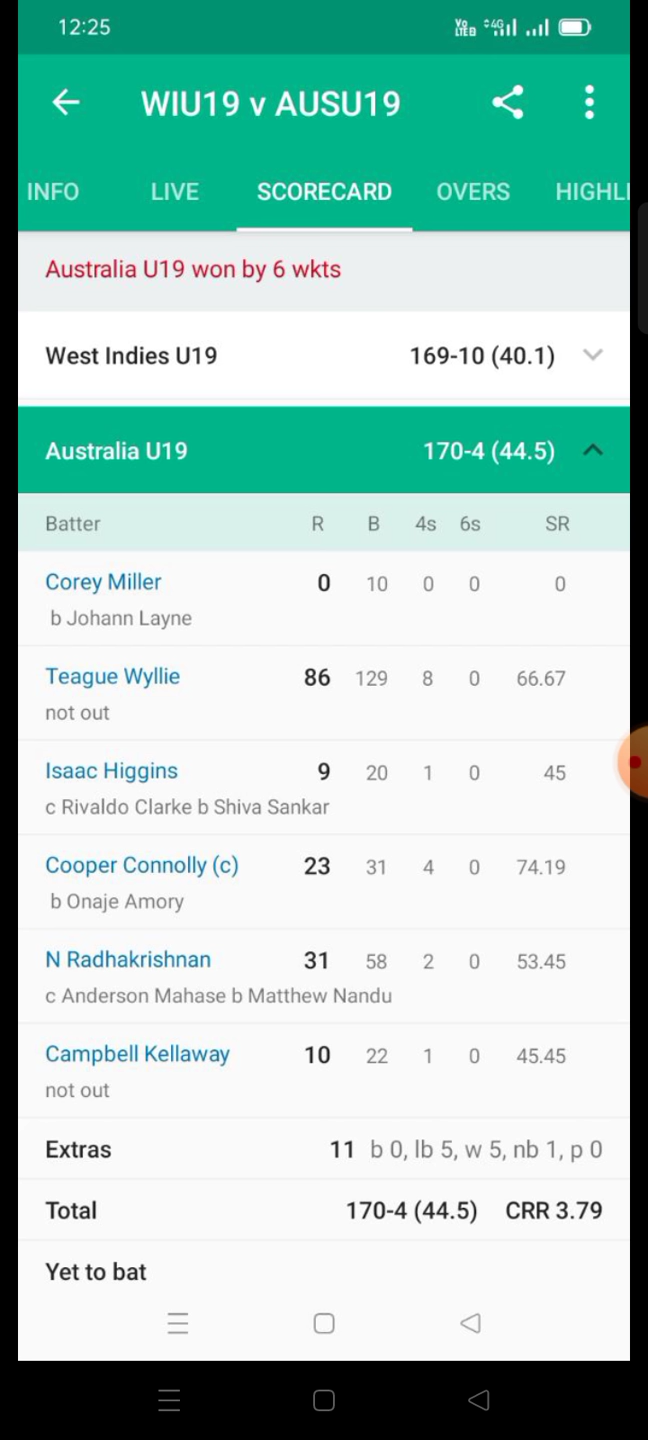 12:25
Vo LTE 4G
WIU19 v AUSU19
INFO LIVE SCORECARD OVERS HIGHLI
Australia U19 won by 6 wkts
West Indies U19 169-10 (40.1)
Australia U19 170-4 (44.5)
Batter R B 4s 6s SR
Corey Miller 0 10 0 0 0
b Johann Layne
Teague Wyllie 86 129 8 0 66.67
not out
Isaac Higgins 9 20 1 0 45
c Rivaldo Clarke b Shiva Sankar
Cooper Connolly (c) 23 31 4 0 74.19
b Onaje Amory
N Radhakrishnan 31 58 2 0 53.45
c Anderson Mahase b Matthew Nandu
Campbell Kellaway 10 22 1 0 45.45
not out
Extras 11 b 0, lb 5, w 5, nb 1, p 0
Total 170-4 (44.5) CRR 3.79
Yet to bat